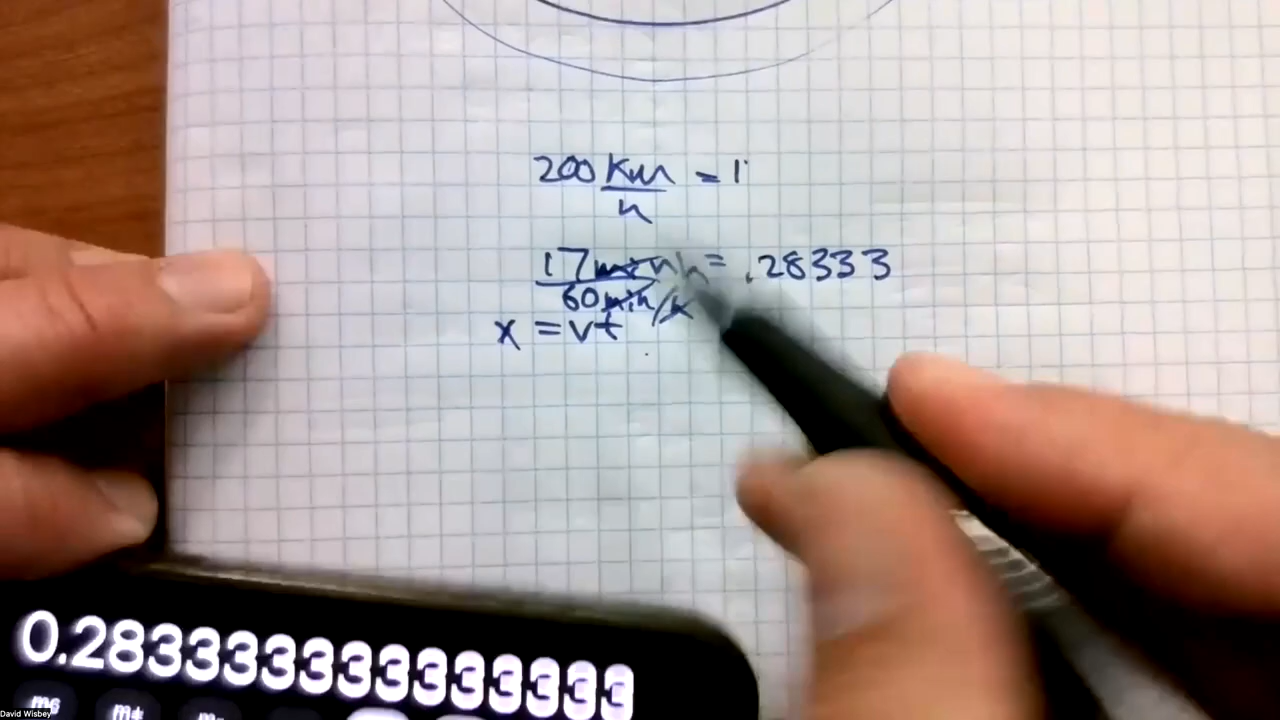 200 km = 1
h
17 min h = .28333
60 min/h
x = vt
0.2833333333333333
m+
David Wisbey